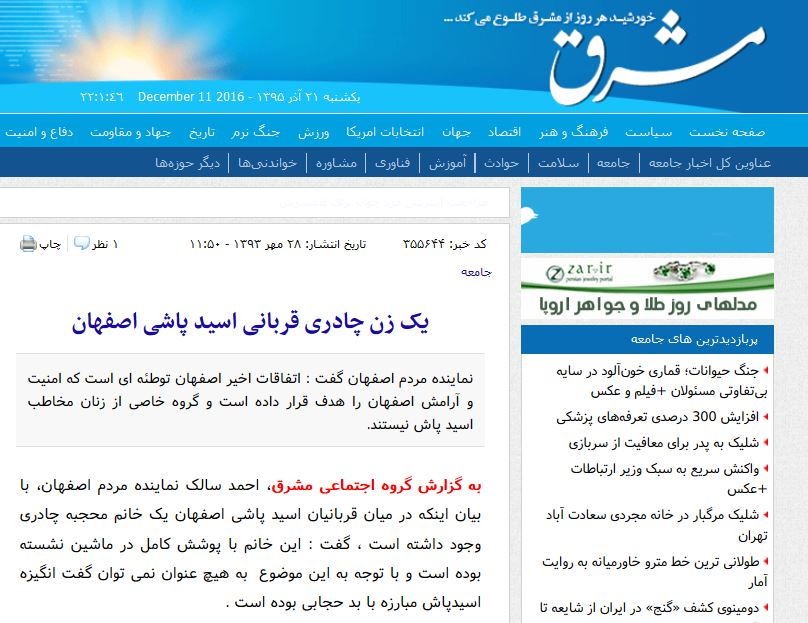 خورشید هر روز از مشرق طلوع می کند ...
مشرق
یکشنبه ۲۱ آذر ۱۳۹۵ - December 11 2016
۲۲:۱:٤٦
صفحه نخست سیاست فرهنگ و هنر اقتصاد جهان انتخابات امریکا ورزش جنگ نرم تاریخ جهاد و مقاومت دفاع و امنیت
عناوین کل اخبار جامعه | جامعه | سلامت | حوادث | آموزش | فناوری | مشاوره | خواندنی‌ها | دیگر حوزه‌ها
کد خبر: ۳۵۵۶۴۴
تاریخ انتشار: ۲۸ مهر ۱۳۹۳ - ۱۱:۵۰
۱ نظر
چاپ
جامعه
یک زن چادری قربانی اسید پاشی اصفهان
نماینده مردم اصفهان گفت : اتفاقات اخیر اصفهان توطئه ای است که امنیت
و آرامش اصفهان را هدف قرار داده است و گروه خاصی از زنان مخاطب
اسید پاش نیستند.
به گزارش گروه اجتماعی مشرق، احمد سالک نماینده مردم اصفهان، با
بیان اینکه در میان قربانیان اسید پاشی اصفهان یک خانم محجبه چادری
وجود داشته است ، گفت : این خانم با پوشش کامل در ماشین نشسته
بوده است و با توجه به این موضوع به هیچ عنوان نمی توان گفت انگیزه
اسیدپاش مبارزه با بد حجابی بوده است .
zar.ir
persian jewelry portal
مدلهای روز طلا و جواهر اروپا
پربازدیدترین های جامعه
جنگ حیوانات؛ قماری خون‌آلود در سایه
بی‌تفاوتی مسئولان +فیلم و عکس
افزایش 300 درصدی تعرفه‌های پزشکی
شلیک به پدر برای معافیت از سربازی
واکنش سریع به سبک وزیر ارتباطات
+عکس
شلیک مرگبار در خانه مجردی سعادت آباد
تهران
طولانی ترین خط مترو خاورمیانه به روایت
آمار
دومینوی کشف «گنج» در ایران از شایعه تا